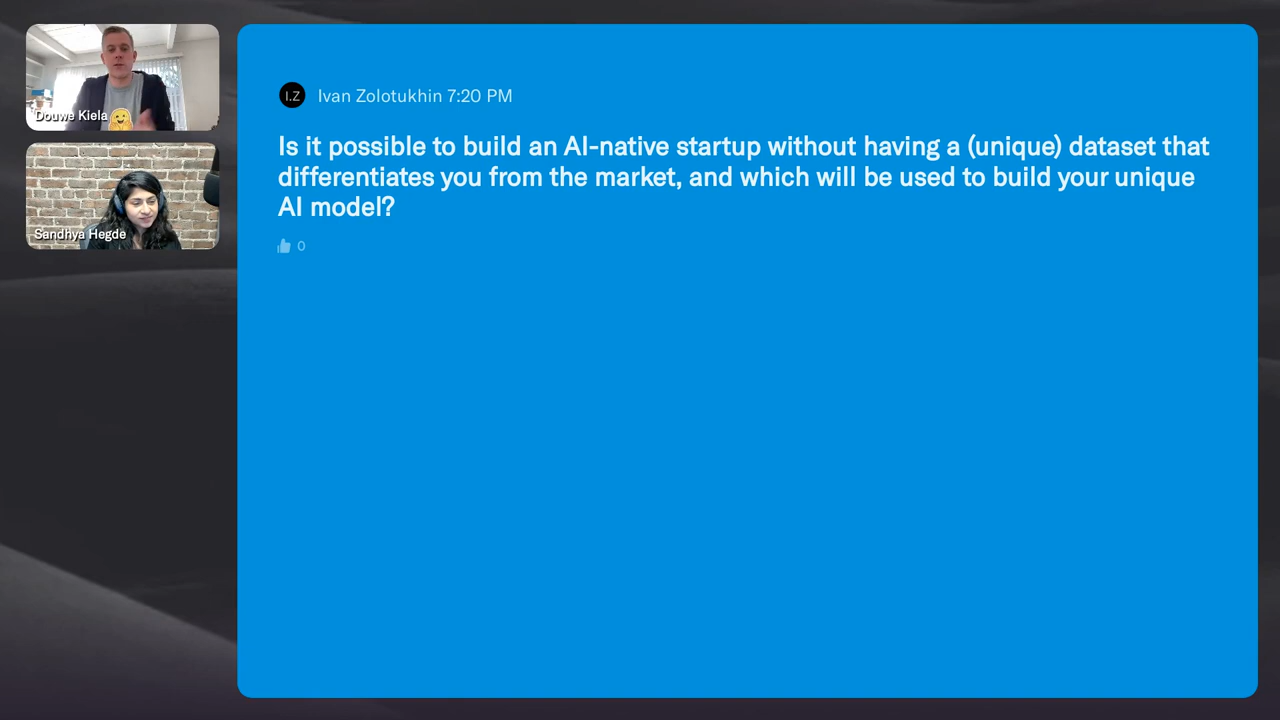 Douwe Kiela
Sandhya Hegde
I.Z
Ivan Zolotukhin 7:20 PM
Is it possible to build an AI-native startup without having a (unique) dataset that
differentiates you from the market, and which will be used to build your unique
AI model?
0